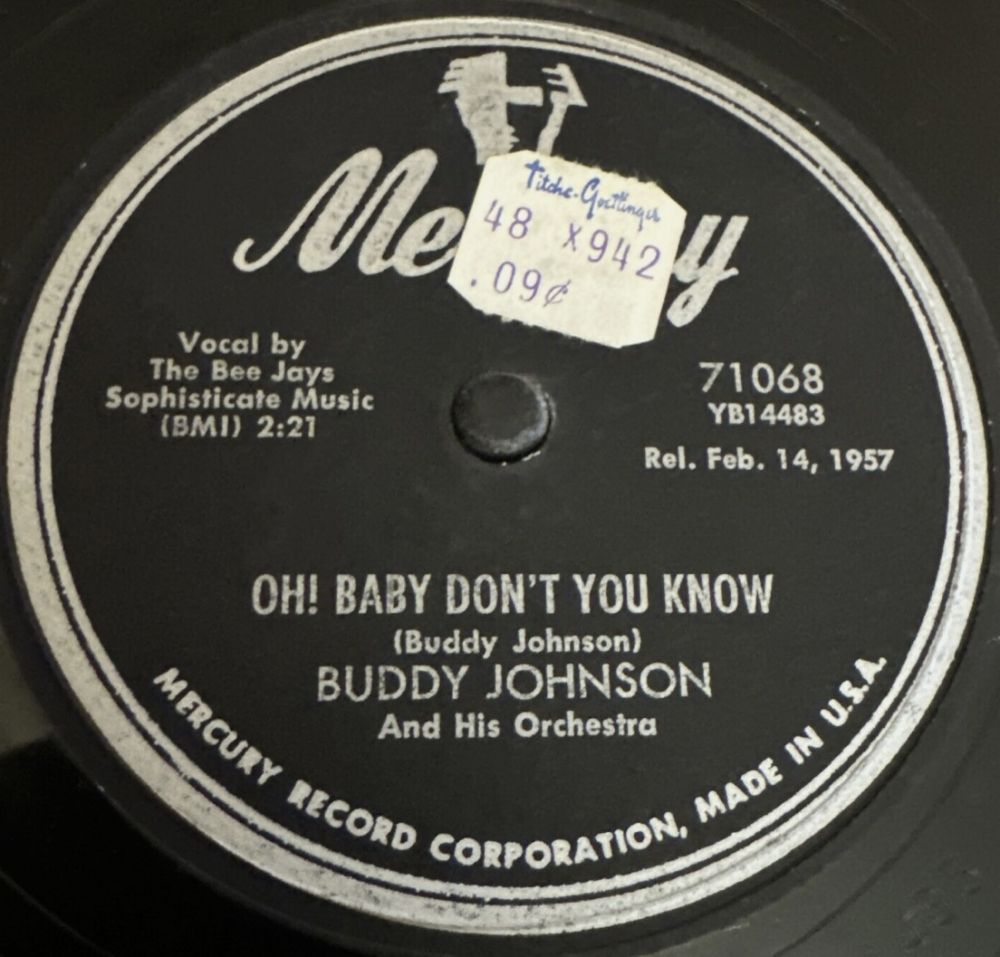 Mercury
Titche-Goettinger
48 X942
.09¢
Vocal by
The Bee Jays
Sophisticate Music
(BMI) 2:21
71068
YB14483
Rel. Feb. 14, 1957
OH! BABY DON'T YOU KNOW
(Buddy Johnson)
BUDDY JOHNSON
And His Orchestra
MERCURY RECORD CORPORATION, MADE IN U.S.A.